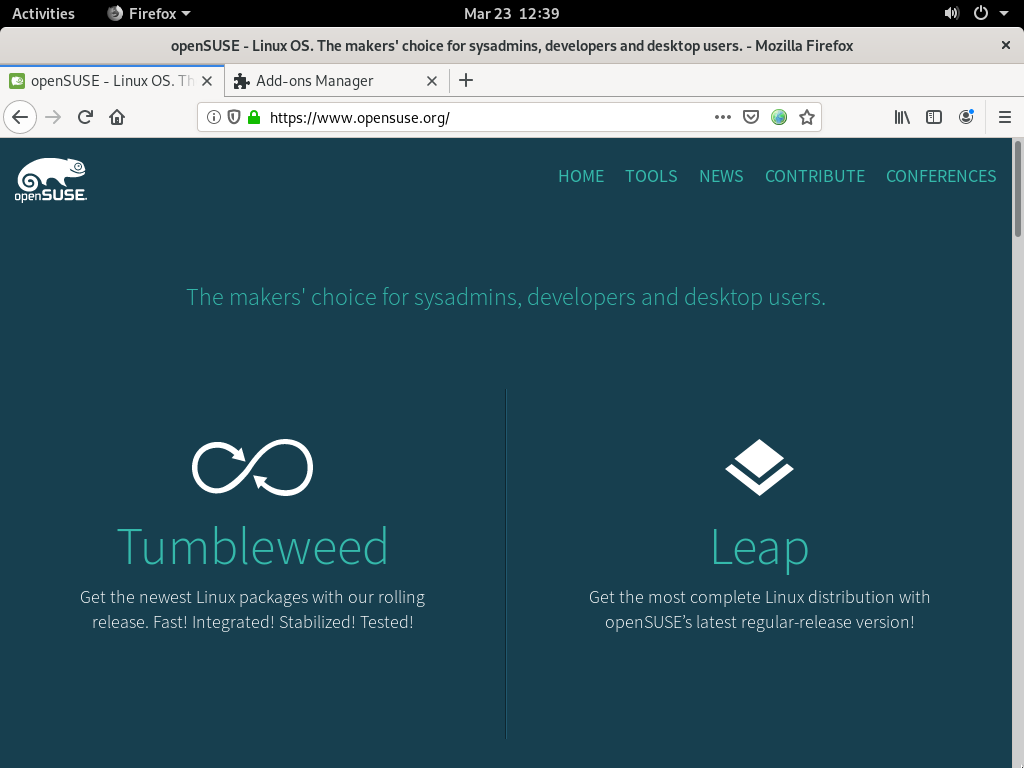 Activities Firefox Mar 23 12:39
openSUSE - Linux OS. The makers' choice for sysadmins, developers and desktop users. - Mozilla Firefox
openSUSE - Linux OS. Th Add-ons Manager
https://www.opensuse.org/
openSUSE.
HOME TOOLS NEWS CONTRIBUTE CONFERENCES
The makers' choice for sysadmins, developers and desktop users.
Tumbleweed
Get the newest Linux packages with our rolling
release. Fast! Integrated! Stabilized! Tested!
Leap
Get the most complete Linux distribution with
openSUSE’s latest regular-release version!